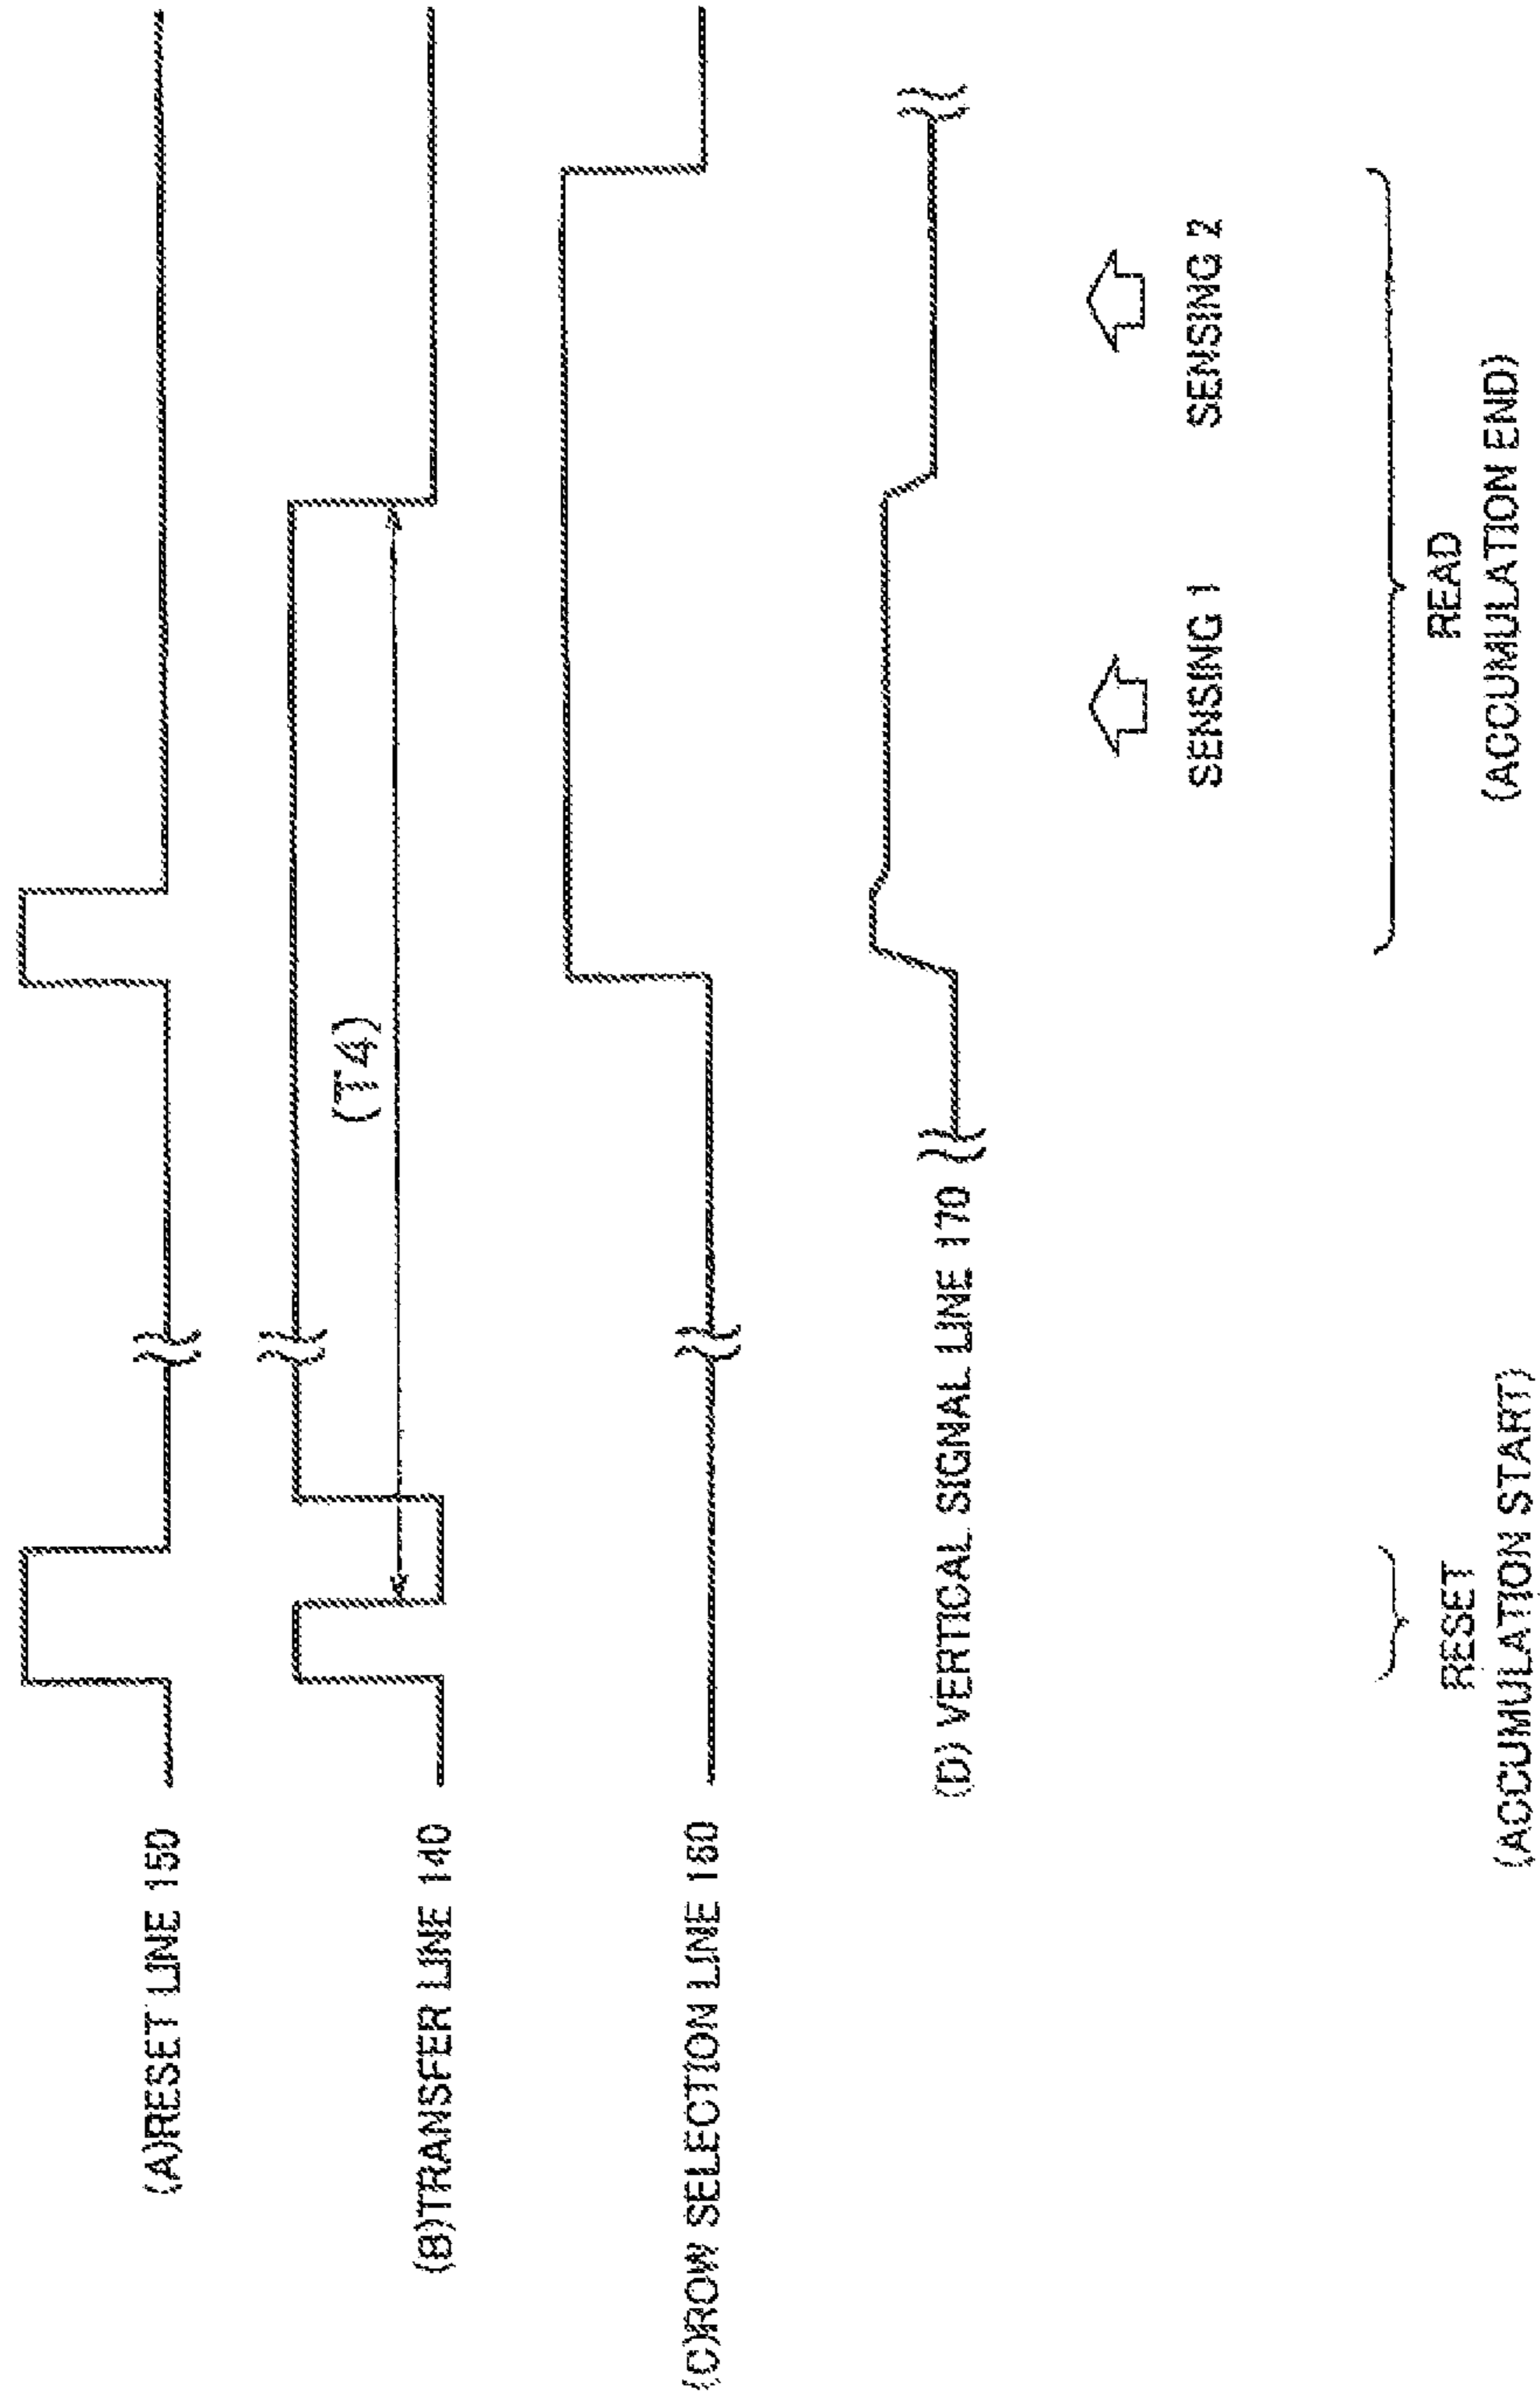 (A)RESET LINE 150
(B)TRANSFER LINE 140
(T4)
(C)ROW SELECTION LINE 160
(D) VERTICAL SIGNAL LINE 170
SENSING 1
SENSING 2
RESET
(ACCUMULATION START)
READ
(ACCUMULATION END)